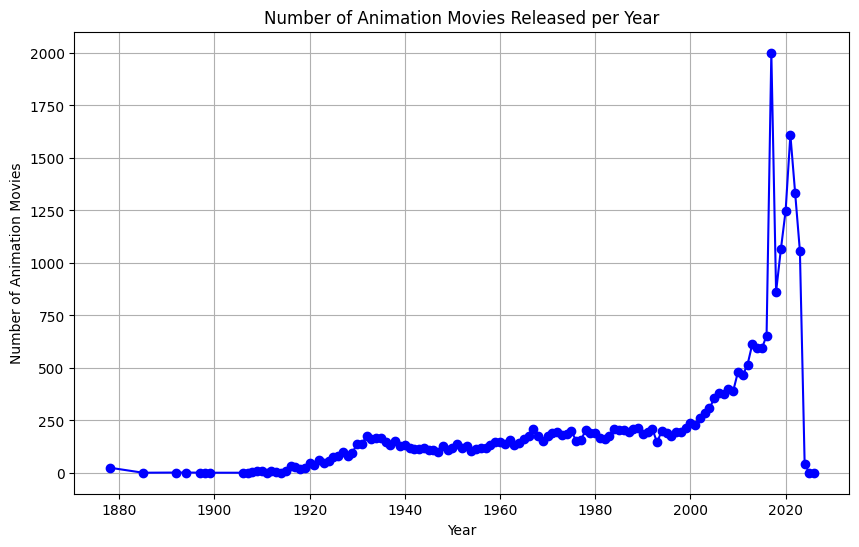 Number of Animation Movies Released per Year
2000
1750
1500
1250
1000
750
500
250
0
Number of Animation Movies
1880 1900 1920 1940 1960 1980 2000 2020
Year